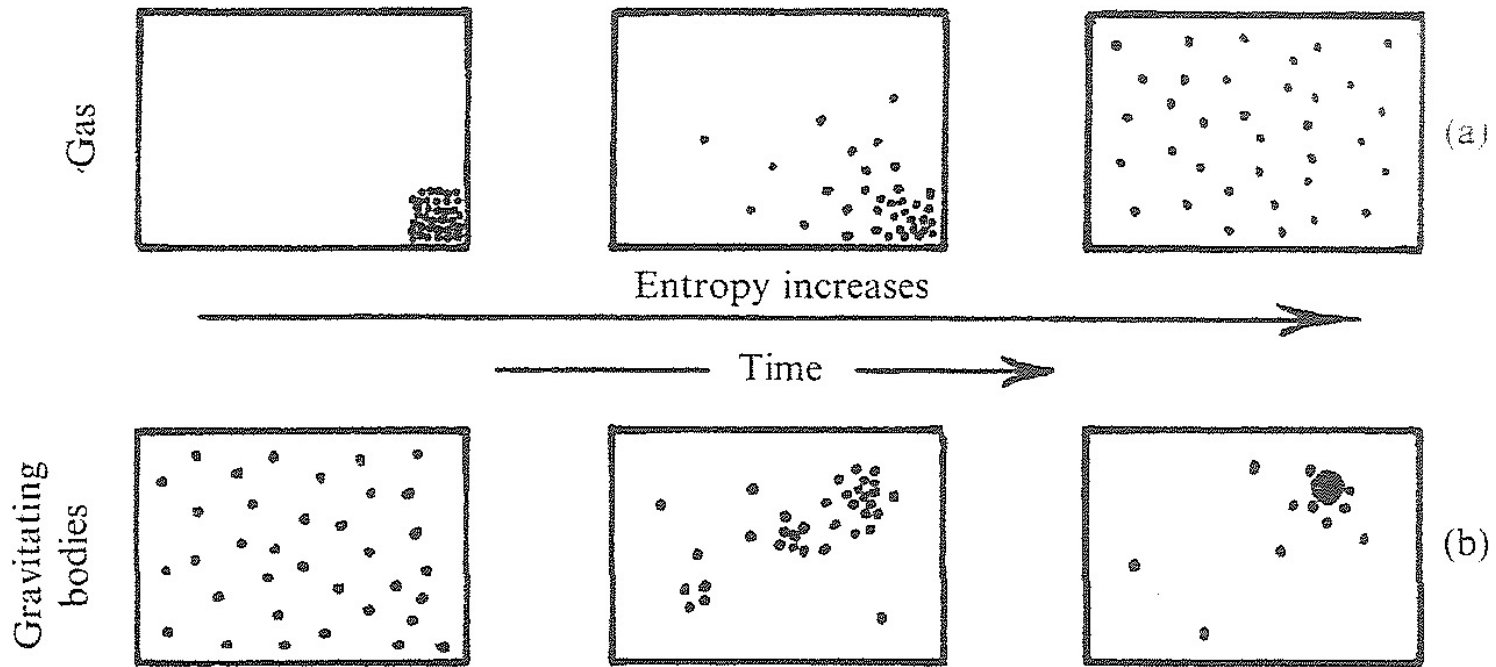 Gas
(a)
Entropy increases
Time
Gravitating
bodies
(b)